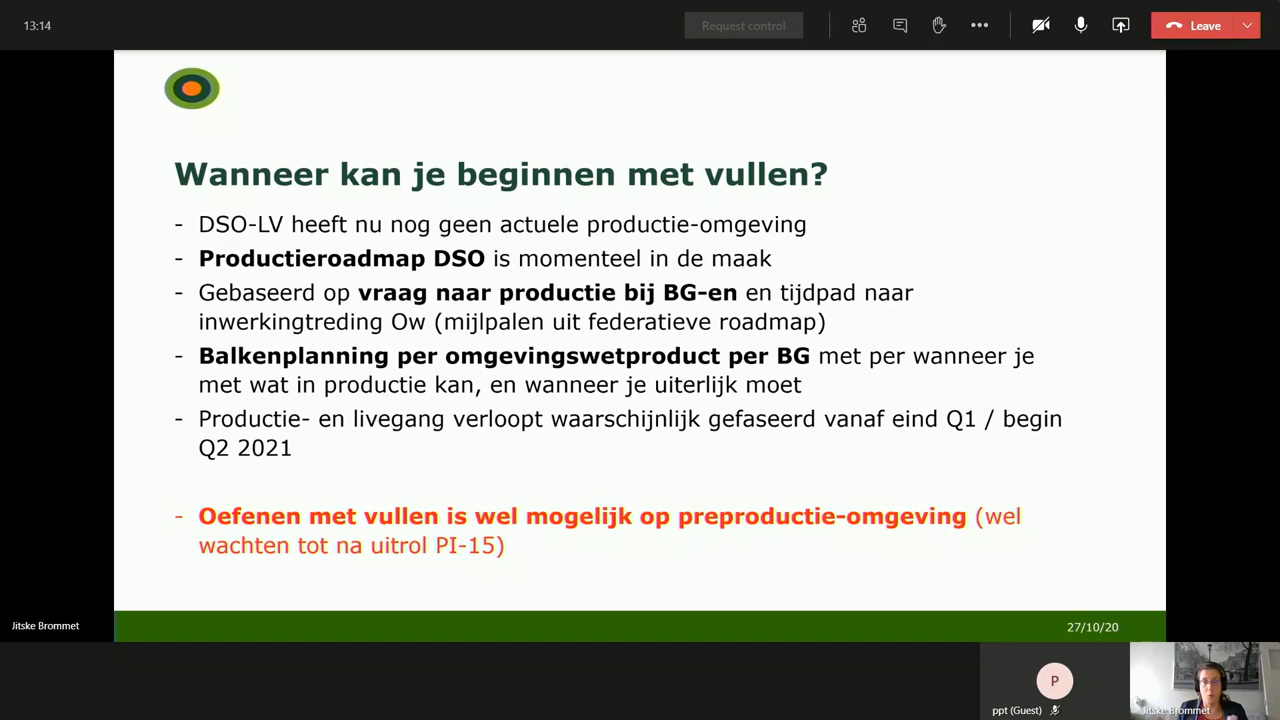 13:14
Request control
Leave
Wanneer kan je beginnen met vullen?
- DSO-LV heeft nu nog geen actuele productie-omgeving
- Productieroadmap DSO is momenteel in de maak
- Gebaseerd op vraag naar productie bij BG-en en tijdpad naar
inwerkingtreding Ow (mijlpalen uit federatieve roadmap)
- Balkenplanning per omgevingswetproduct per BG met per wanneer je
met wat in productie kan, en wanneer je uiterlijk moet
- Productie- en livegang verloopt waarschijnlijk gefaseerd vanaf eind Q1 / begin
Q2 2021
- Oefenen met vullen is wel mogelijk op preproductie-omgeving (wel
wachten tot na uitrol PI-15)
Jitske Brommet
27/10/20
P
ppt (Guest)
Jitske Brommet